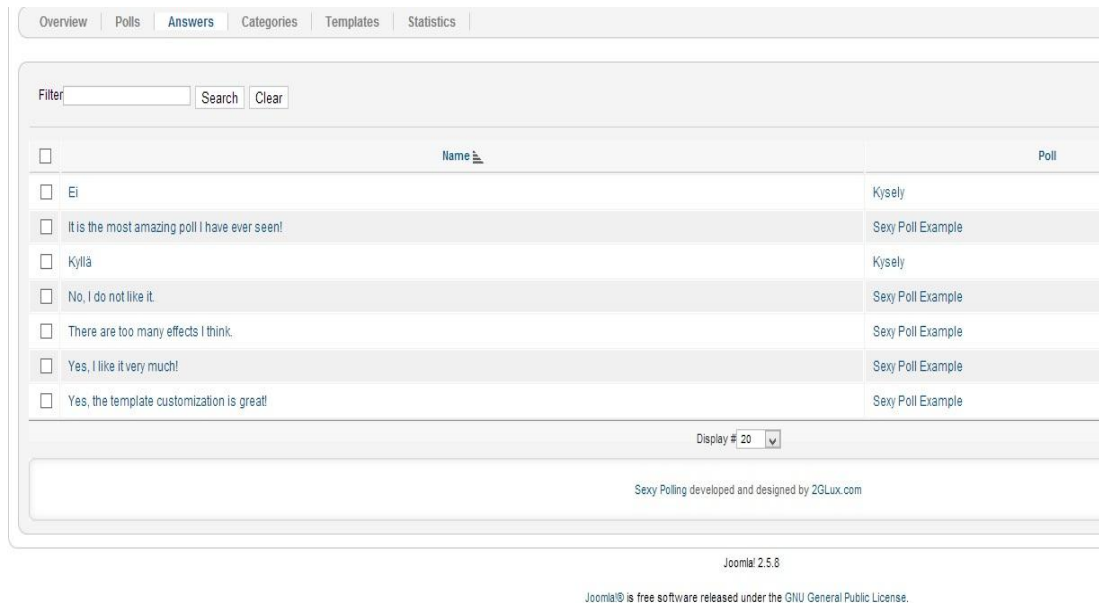 Overview Polls Answers Categories Templates Statistics
Filter Search Clear
Name Poll
Ei Kysely
It is the most amazing poll I have ever seen! Sexy Poll Example
Kyllä Kysely
No, I do not like it. Sexy Poll Example
There are too many effects I think. Sexy Poll Example
Yes, I like it very much! Sexy Poll Example
Yes, the template customization is great! Sexy Poll Example
Display # 20
Sexy Polling developed and designed by 2GLux.com
Joomla! 2.5.8
Joomla!® is free software released under the GNU General Public License.